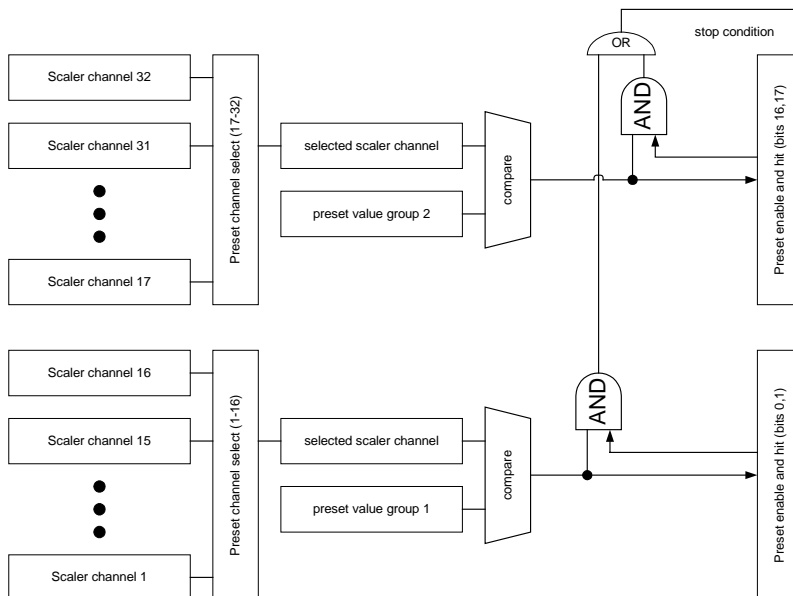 OR
stop condition
Scaler channel 32
Scaler channel 31
Scaler channel 17
Preset channel select (17-32)
selected scaler channel
preset value group 2
compare
AND
Preset enable and hit (bits 16,17)
Scaler channel 16
Scaler channel 15
Scaler channel 1
Preset channel select (1-16)
selected scaler channel
preset value group 1
compare
AND
Preset enable and hit (bits 0,1)